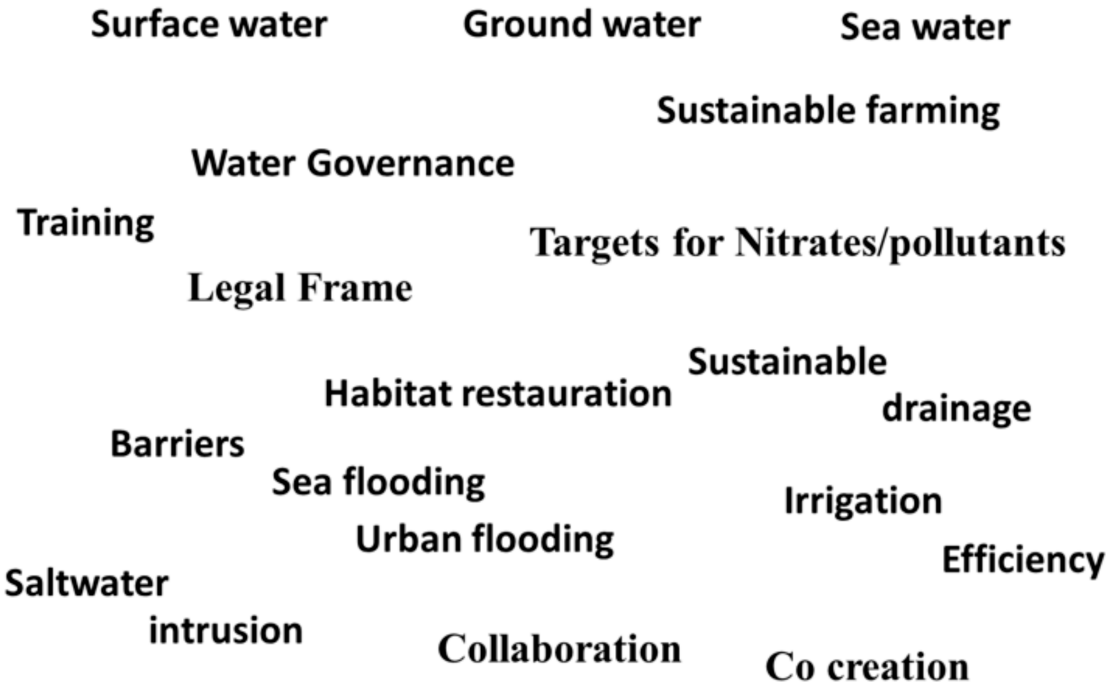 Surface water Ground water Sea water
Sustainable farming
Water Governance
Training
Targets for Nitrates/pollutants
Legal Frame
Sustainable
drainage
Habitat restauration
Barriers
Sea flooding
Irrigation
Urban flooding
Efficiency
Saltwater
intrusion
Collaboration
Co creation